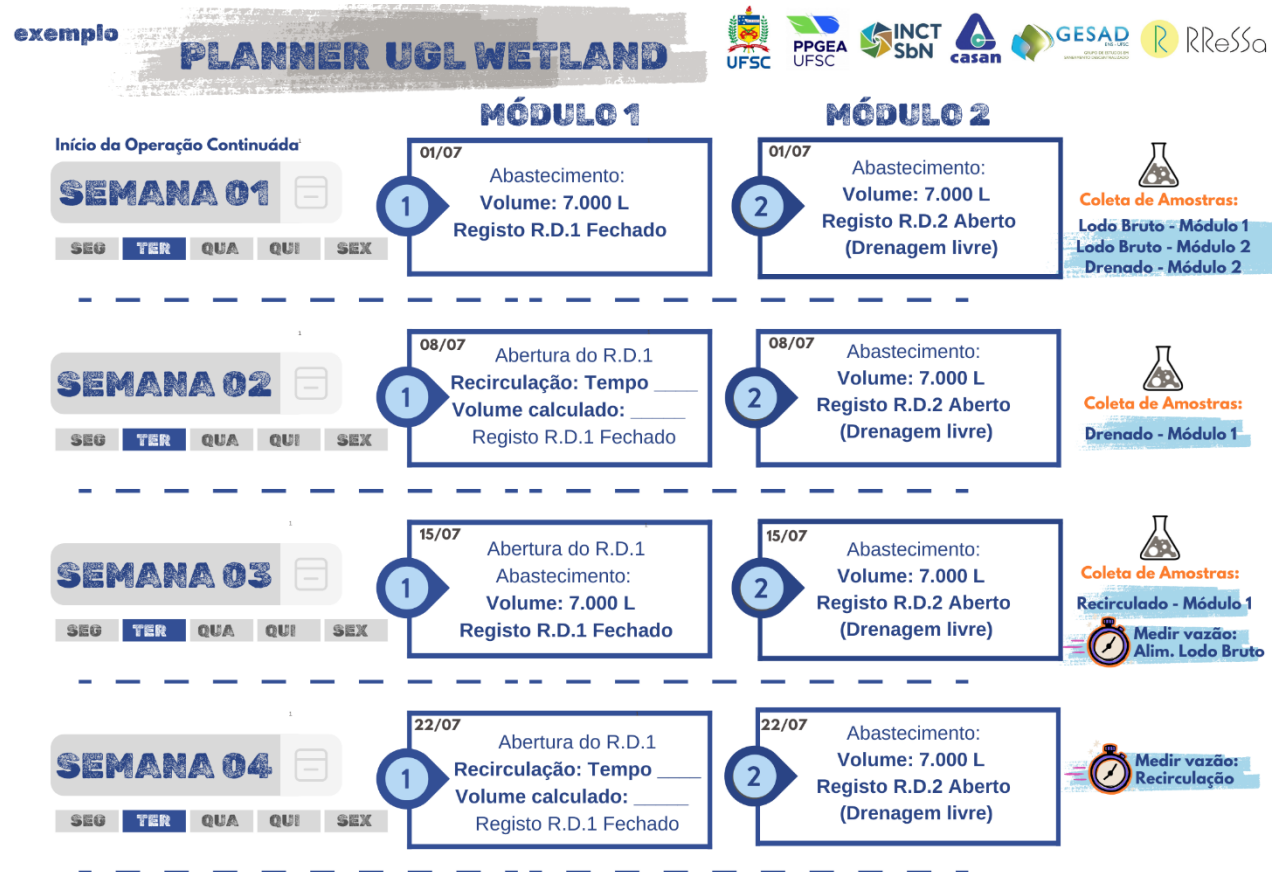 exemplo
PLANNER UGL WETLAND
UFSC
PPGEA
UFSC
INCT
SbN
casan
GESAD
RReSSa
MÓDULO 1
MÓDULO 2
Início da Operação Continuáda
SEMANA 01
SEG TER QUA QUI SEX
01/07
1
Abastecimento:
Volume: 7.000 L
Registo R.D.1 Fechado
01/07
2
Abastecimento:
Volume: 7.000 L
Registo R.D.2 Aberto
(Drenagem livre)
Coleta de Amostras:
Lodo Bruto - Módulo 1
Lodo Bruto - Módulo 2
Drenado - Módulo 2
SEMANA 02
SEG TER QUA QUI SEX
08/07
1
Abertura do R.D.1
Recirculação: Tempo ____
Volume calculado: _____
Registo R.D.1 Fechado
08/07
2
Abastecimento:
Volume: 7.000 L
Registo R.D.2 Aberto
(Drenagem livre)
Coleta de Amostras:
Drenado - Módulo 1
SEMANA 03
SEG TER QUA QUI SEX
15/07
1
Abertura do R.D.1
Abastecimento:
Volume: 7.000 L
Registo R.D.1 Fechado
15/07
2
Abastecimento:
Volume: 7.000 L
Registo R.D.2 Aberto
(Drenagem livre)
Coleta de Amostras:
Recirculado - Módulo 1
Medir vazão:
Alim. Lodo Bruto
SEMANA 04
SEG TER QUA QUI SEX
22/07
1
Abertura do R.D.1
Recirculação: Tempo ____
Volume calculado: _____
Registo R.D.1 Fechado
22/07
2
Abastecimento:
Volume: 7.000 L
Registo R.D.2 Aberto
(Drenagem livre)
Medir vazão:
Recirculação